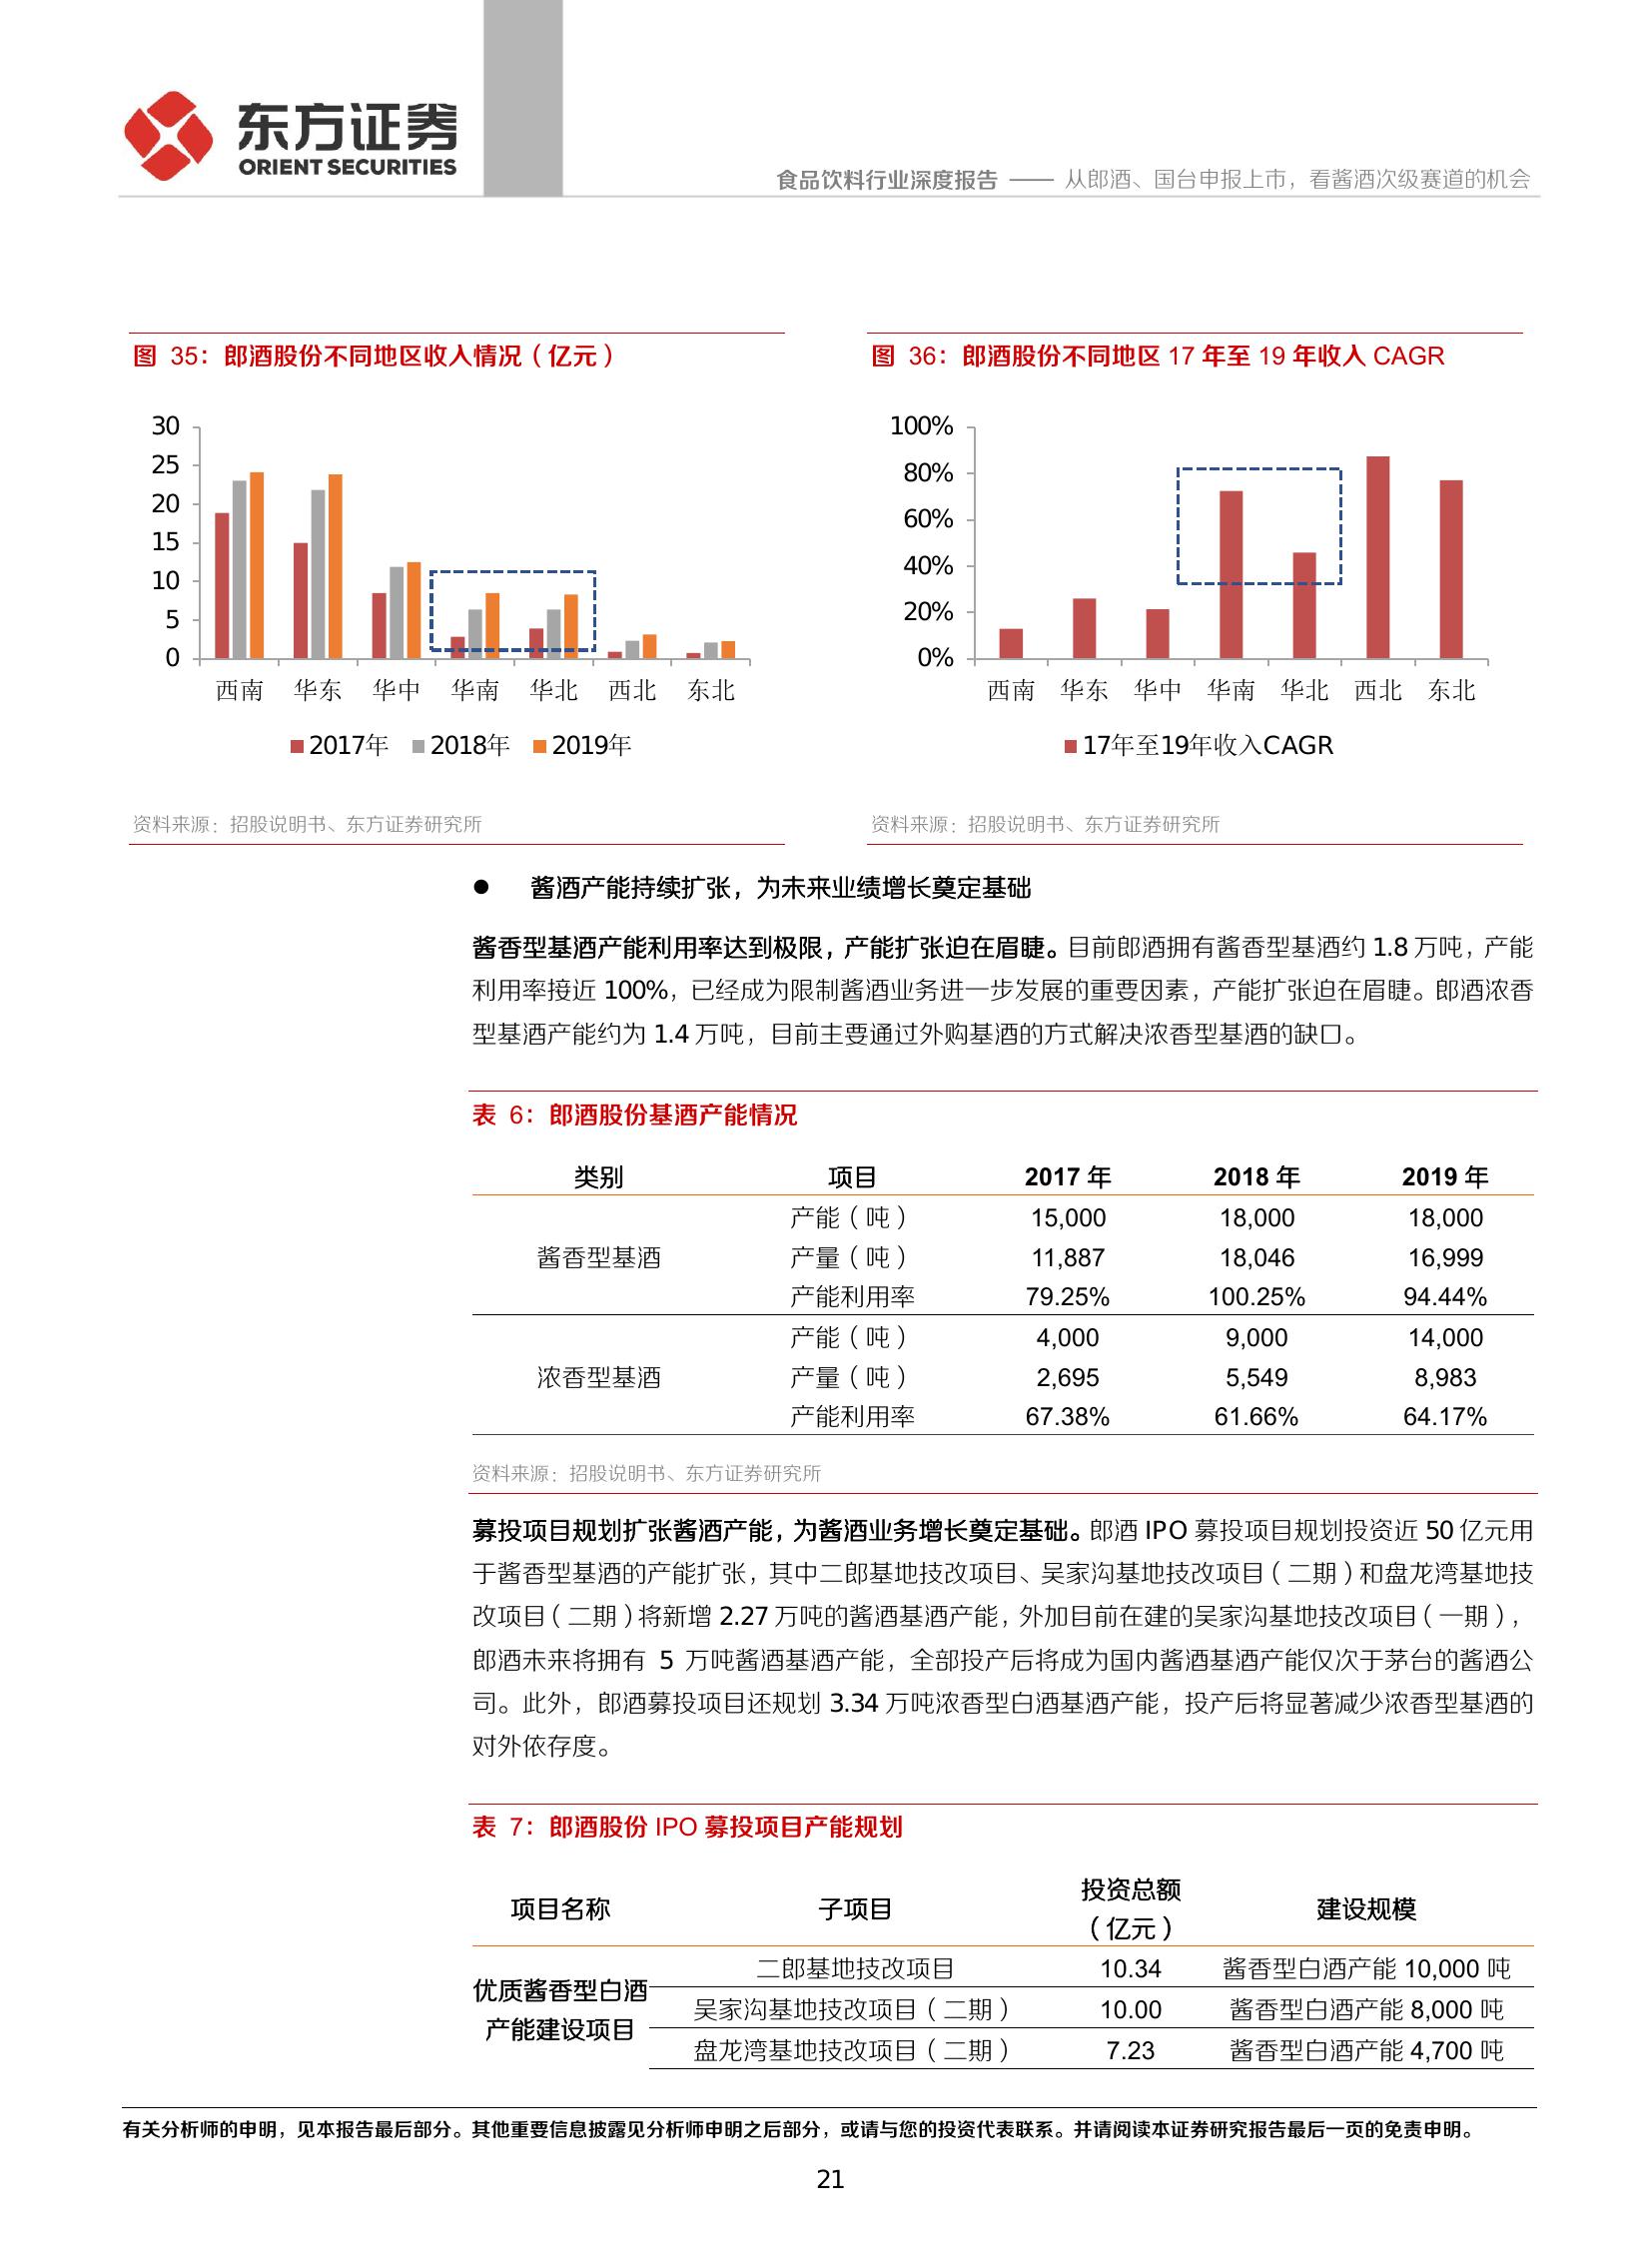 东方证券
ORIENT SECURITIES
食品饮料行业深度报告 —— 从郎酒、国台申报上市，看酱酒次级赛道的机会
图 35：郎酒股份不同地区收入情况（亿元）
30
25
20
15
10
5
0
西南 华东 华中 华南 华北 西北 东北
2017年 2018年 2019年
资料来源：招股说明书、东方证券研究所
图 36：郎酒股份不同地区 17 年至 19 年收入 CAGR
100%
80%
60%
40%
20%
0%
西南 华东 华中 华南 华北 西北 东北
17年至19年收入CAGR
资料来源：招股说明书、东方证券研究所
● 酱酒产能持续扩张，为未来业绩增长奠定基础
酱香型基酒产能利用率达到极限，产能扩张迫在眉睫。目前郎酒拥有酱香型基酒约 1.8 万吨，产能
利用率接近 100%，已经成为限制酱酒业务进一步发展的重要因素，产能扩张迫在眉睫。郎酒浓香
型基酒产能约为 1.4 万吨，目前主要通过外购基酒的方式解决浓香型基酒的缺口。
表 6：郎酒股份基酒产能情况
类别 项目 2017 年 2018 年 2019 年
产能（吨） 15,000 18,000 18,000
酱香型基酒 产量（吨） 11,887 18,046 16,999
产能利用率 79.25% 100.25% 94.44%
产能（吨） 4,000 9,000 14,000
浓香型基酒 产量（吨） 2,695 5,549 8,983
产能利用率 67.38% 61.66% 64.17%
资料来源：招股说明书、东方证券研究所
募投项目规划扩张酱酒产能，为酱酒业务增长奠定基础。郎酒 IPO 募投项目规划投资近 50 亿元用
于酱香型基酒的产能扩张，其中二郎基地技改项目、吴家沟基地技改项目（二期）和盘龙湾基地技
改项目（二期）将新增 2.27 万吨的酱酒基酒产能，外加目前在建的吴家沟基地技改项目（一期），
郎酒未来将拥有 5 万吨酱酒基酒产能，全部投产后将成为国内酱酒基酒产能仅次于茅台的酱酒公
司。此外，郎酒募投项目还规划 3.34 万吨浓香型白酒基酒产能，投产后将显著减少浓香型基酒的
对外依存度。
表 7：郎酒股份 IPO 募投项目产能规划
项目名称 子项目 投资总额（亿元） 建设规模
优质酱香型白酒产能建设项目 二郎基地技改项目 10.34 酱香型白酒产能 10,000 吨
吴家沟基地技改项目（二期） 10.00 酱香型白酒产能 8,000 吨
盘龙湾基地技改项目（二期） 7.23 酱香型白酒产能 4,700 吨
有关分析师的申明，见本报告最后部分。其他重要信息披露见分析师申明之后部分，或请与您的投资代表联系。并请阅读本证券研究报告最后一页的免责申明。
21